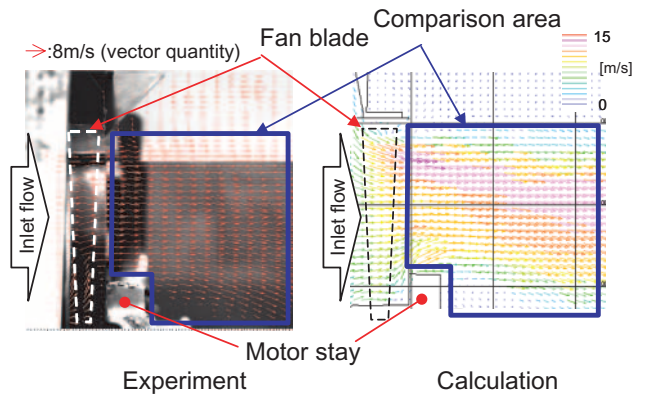 Comparison area
Fan blade
:8m/s (vector quantity)
15
[m/s]
0
Inlet flow
Inlet flow
Motor stay
Experiment
Calculation